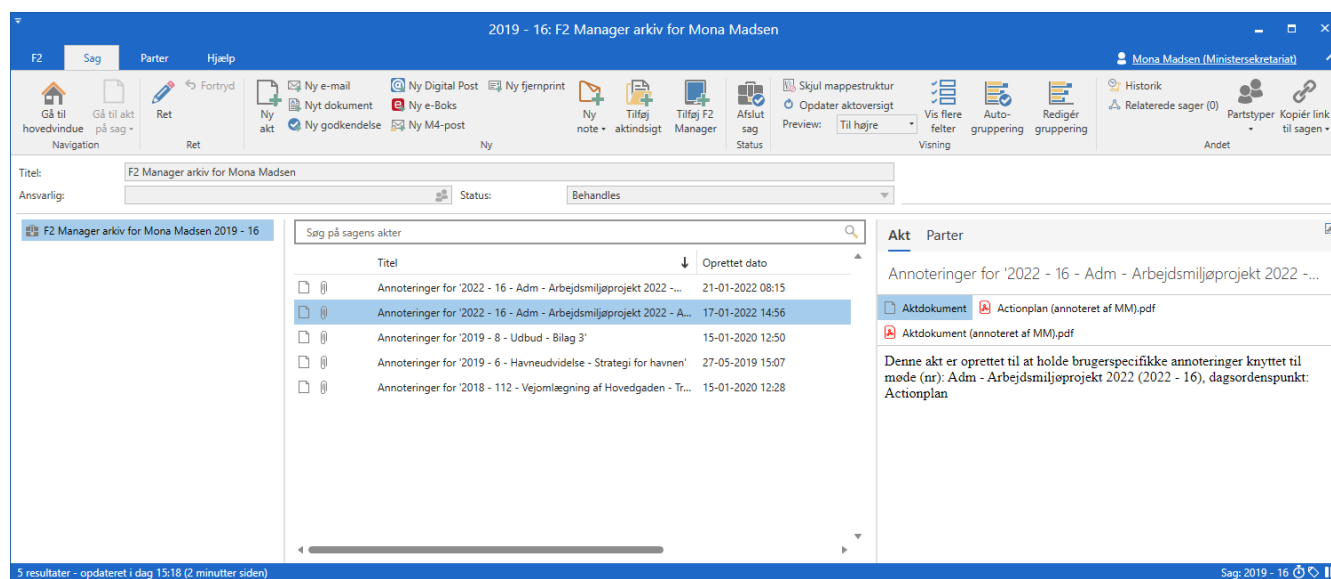 2019 - 16: F2 Manager arkiv for Mona Madsen
F2 Sag Parter Hjælp Mona Madsen (Ministersekretariat)
Gå til hovedvindue
Gå til akt på sag
Navigation
Ret
Fortryd
Ret
Ny akt
Ny e-mail
Nyt dokument
Ny godkendelse
Ny Digital Post
Ny e-Boks
Ny M4-post
Ny fjernprint
Ny note
Tilføj aktindsigt
Tilføj F2 Manager
Ny
Afslut sag
Status
Skjul mappestruktur
Opdater aktoversigt
Preview: Til højre
Vis flere felter
Auto-gruppering
Redigér gruppering
Visning
Historik
Relaterede sager (0)
Partstyper
Kopiér link til sagen
Andet
Titel: F2 Manager arkiv for Mona Madsen
Ansvarlig: Status: Behandles
F2 Manager arkiv for Mona Madsen 2019 - 16
Søg på sagens akter
Titel Oprettet dato
Annoteringer for '2022 - 16 - Adm - Arbejdsmiljøprojekt 2022 -... 21-01-2022 08:15
Annoteringer for '2022 - 16 - Adm - Arbejdsmiljøprojekt 2022 - A... 17-01-2022 14:56
Annoteringer for '2019 - 8 - Udbud - Bilag 3' 15-01-2020 12:50
Annoteringer for '2019 - 6 - Havneudvidelse - Strategi for havnen' 27-05-2019 15:07
Annoteringer for '2018 - 112 - Vejomlægning af Hovedgaden - Tr... 15-01-2020 12:28
Akt Parter
Annoteringer for '2022 - 16 - Adm - Arbejdsmiljøprojekt 2022 -...
Aktdokument Actionplan (annoteret af MM).pdf
Aktdokument (annoteret af MM).pdf
Denne akt er oprettet til at holde brugerspecifikke annoteringer knyttet til
møde (nr): Adm - Arbejdsmiljøprojekt 2022 (2022 - 16), dagsordenspunkt:
Actionplan
5 resultater - opdateret i dag 15:18 (2 minutter siden) Sag: 2019 - 16